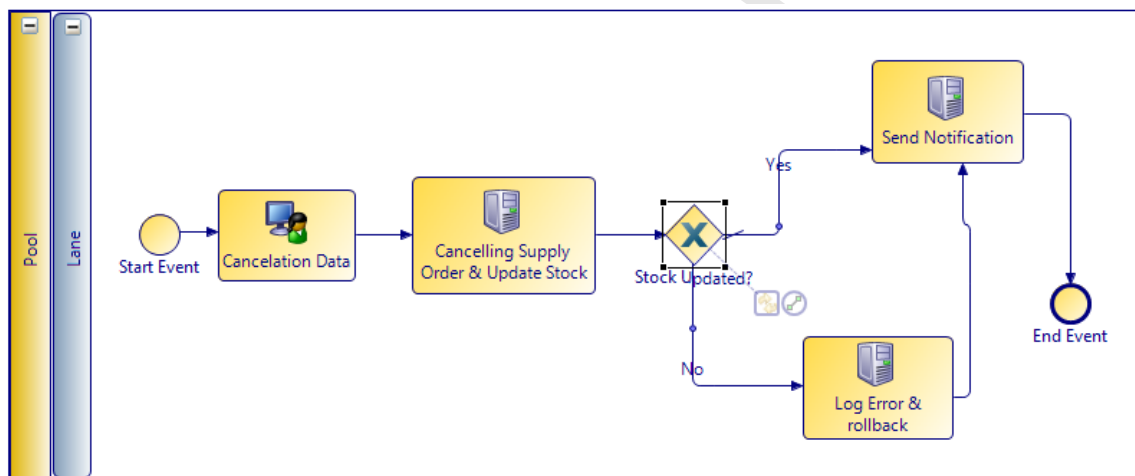 Pool
Lane
Start Event
Cancelation Data
Cancelling Supply
Order & Update Stock
Stock Updated?
Yes
No
Send Notification
Log Error &
rollback
End Event